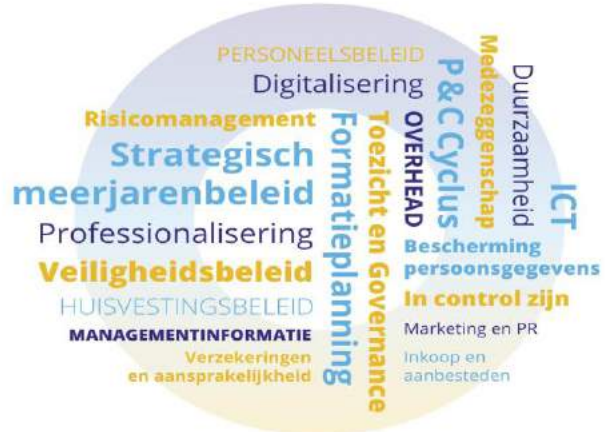 PERSONEELSBELEID
Digitalisering
Risicomanagement
Strategisch
meerjarenbeleid
Professionalisering
Veiligheidsbeleid
HUISVESTINGSBELEID
MANAGEMENTINFORMATIE
Verzekeringen
en aansprakelijkheid
Formatieplanning
Toezicht en Governance
OVERHEAD
P&C Cyclus
Medezeggenschap
Duurzaamheid
ICT
Bescherming
persoonsgegevens
In control zijn
Marketing en PR
Inkoop en
aanbesteden